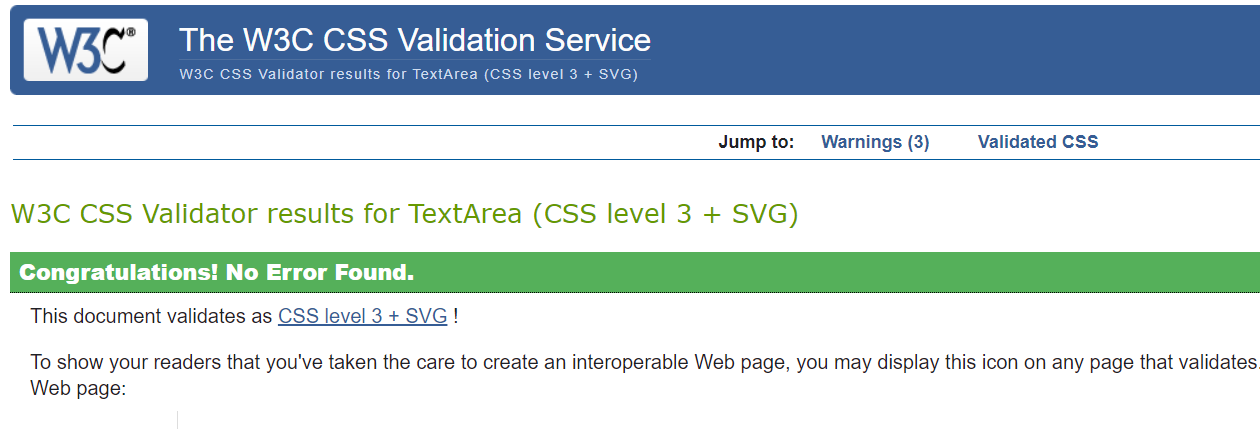 W3C®
The W3C CSS Validation Service
W3C CSS Validator results for TextArea (CSS level 3 + SVG)
Jump to: Warnings (3) Validated CSS
W3C CSS Validator results for TextArea (CSS level 3 + SVG)
Congratulations! No Error Found.
This document validates as CSS level 3 + SVG !
To show your readers that you've taken the care to create an interoperable Web page, you may display this icon on any page that validates.
Web page: